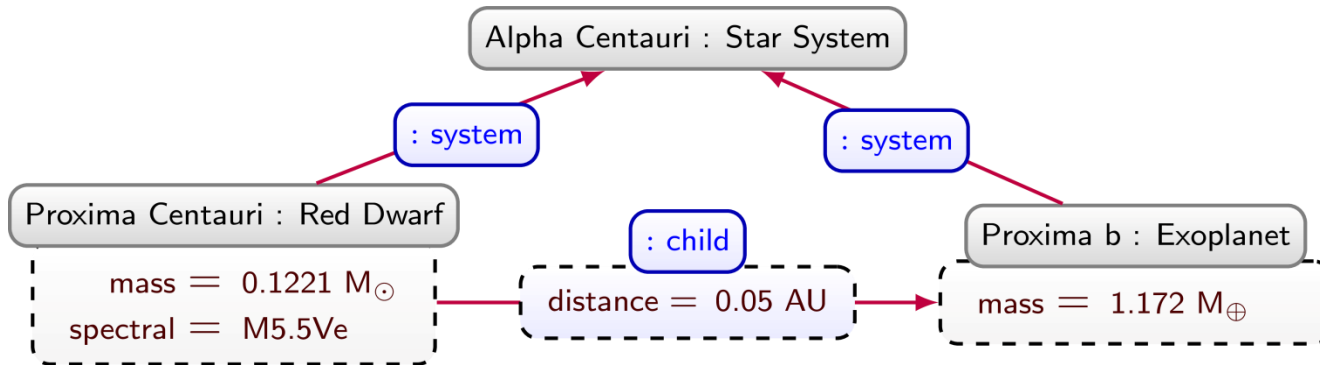 Alpha Centauri : Star System
: system
: system
Proxima Centauri : Red Dwarf
mass = 0.1221 M☉
spectral = M5.5Ve
: child
distance = 0.05 AU
Proxima b : Exoplanet
mass = 1.172 M⊕